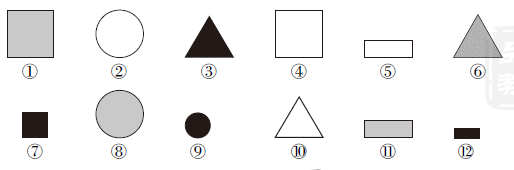 ① ② ③ ④ ⑤ ⑥
⑦ ⑧ ⑨ ⑩ ⑪ ⑫